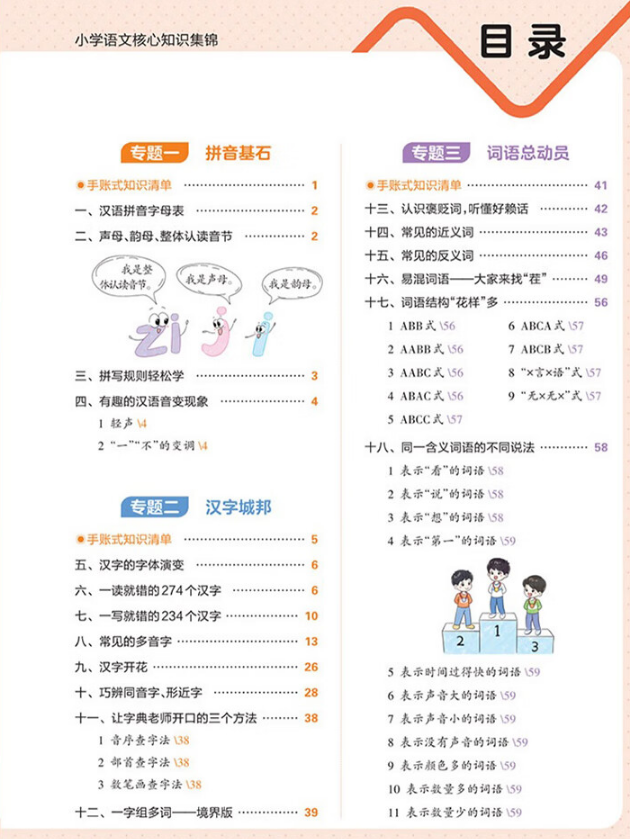 小学语文核心知识集锦
目录
专题一 拼音基石
手账式知识清单 ………… 1
一、汉语拼音字母表 ………… 2
二、声母、韵母、整体认读音节 ………… 2
我是整
体认读音节。
我是声母。
我是韵母。
zi j i
三、拼写规则轻松学 ………… 3
四、有趣的汉语音变现象 ………… 4
1 轻声\4
2 “一”“不”的变调\4
专题二 汉字城邦
手账式知识清单 ………… 5
五、汉字的字体演变 ………… 6
六、一读就错的274个汉字 ………… 6
七、一写就错的234个汉字 ………… 10
八、常见的多音字 ………… 13
九、汉字开花 ………… 26
十、巧辨同音字、形近字 ………… 28
十一、让字典老师开口的三个方法 ………… 38
1 音序查字法\38
2 部首查字法\38
3 数笔画查字法\38
十二、一字组多词——境界版 ………… 39
专题三 词语总动员
手账式知识清单 ………… 41
十三、认识褒贬词，听懂好赖话 ………… 42
十四、常见的近义词 ………… 43
十五、常见的反义词 ………… 46
十六、易混词语——大家来找“茬” ………… 49
十七、词语结构“花样”多 ………… 56
1 ABB式\56 6 ABCA式\57
2 AABB式\56 7 ABCB式\57
3 AABC式\56 8 “×言×语”式\57
4 ABAC式\56 9 “无×无×”式\57
5 ABCC式\57
十八、同一含义词语的不同说法 ………… 58
1 表示“看”的词语\58
2 表示“说”的词语\58
3 表示“想”的词语\58
4 表示“第一”的词语\59
2 1 3
5 表示时间过得快的词语\59
6 表示声音大的词语\59
7 表示声音小的词语\59
8 表示没有声音的词语\59
9 表示颜色多的词语\59
10 表示数量多的词语\59
11 表示数量少的词语\59